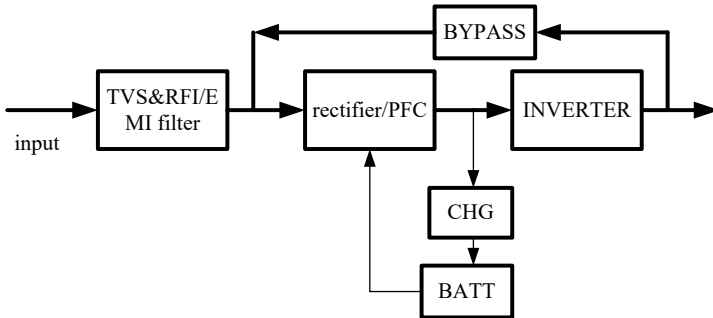 BYPASS
TVS&RFI/E
MI filter
rectifier/PFC
INVERTER
input
CHG
BATT